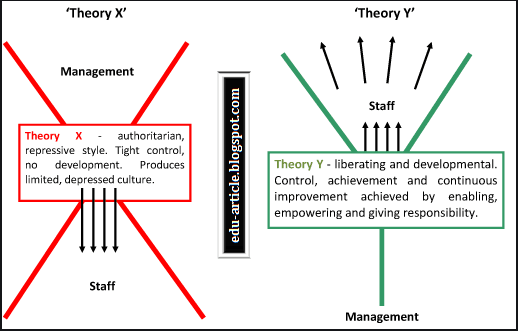 ‘Theory X’
Management
Theory X - authoritarian,
repressive style. Tight control,
no development. Produces
limited, depressed culture.
Staff
edu-article.blogspot.com
‘Theory Y’
Staff
Theory Y - liberating and developmental.
Control, achievement and continuous
improvement achieved by enabling,
empowering and giving responsibility.
Management